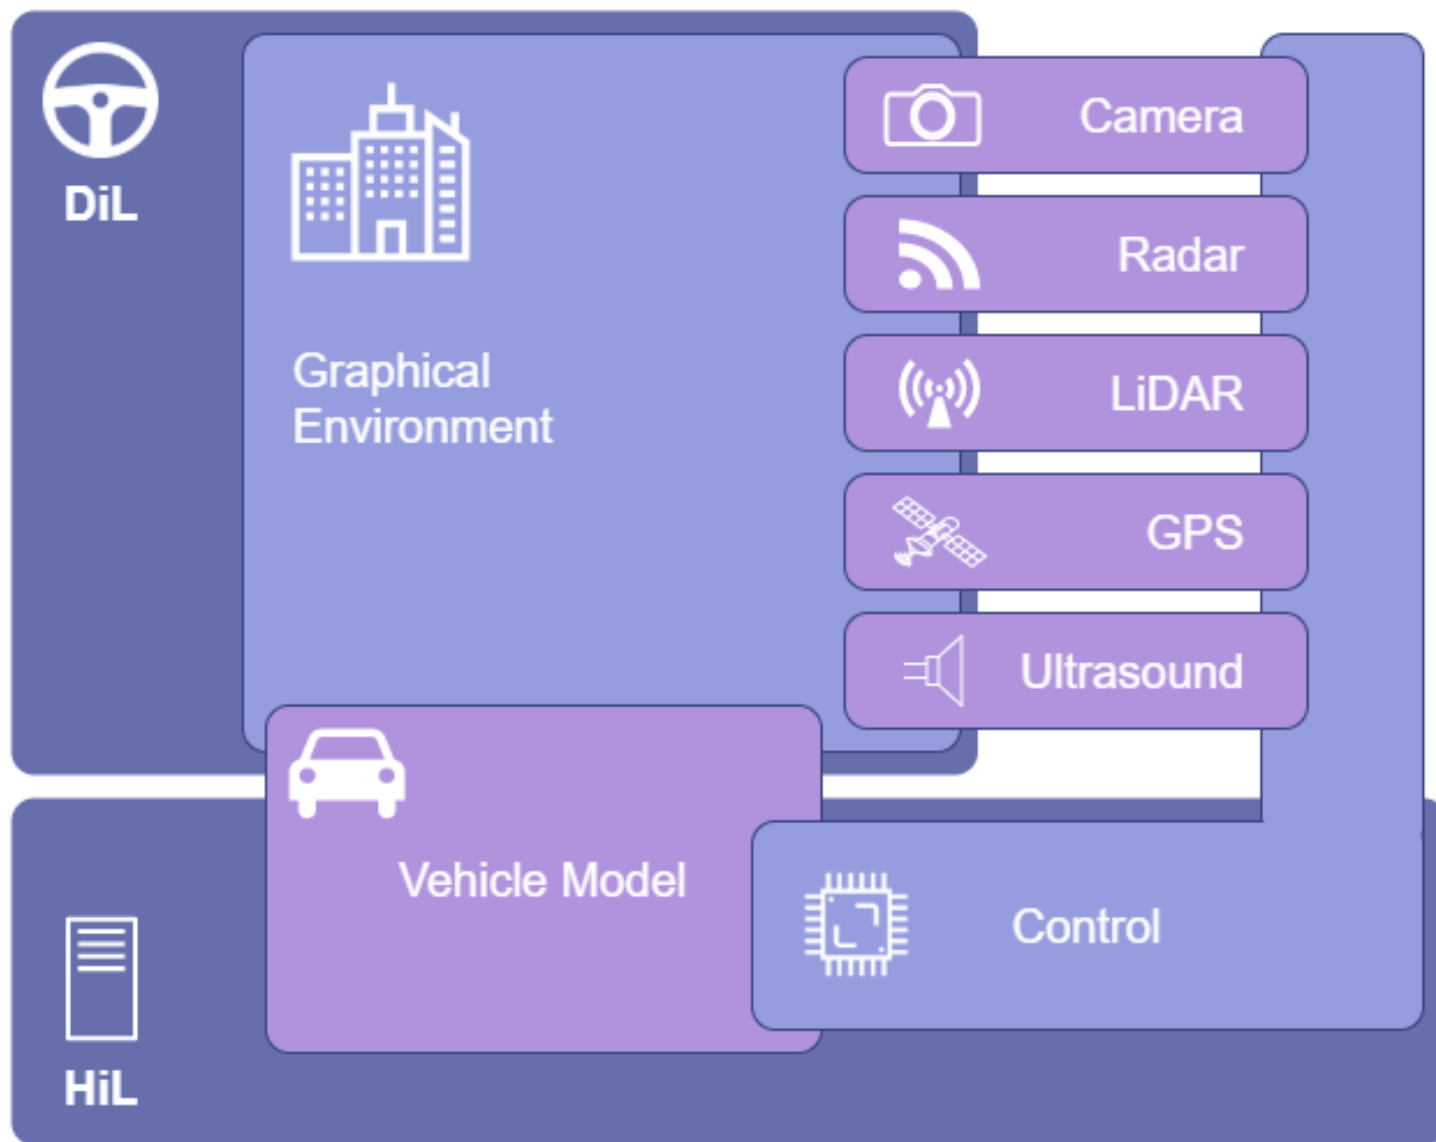 DiL
Graphical
Environment
Camera
Radar
LiDAR
GPS
Ultrasound
Vehicle Model
Control
HiL